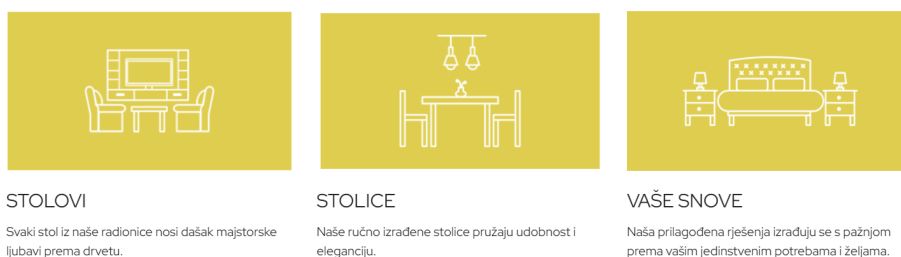 STOLOVI
Svaki stol iz naše radionice nosi dašak majstorske
ljubavi prema drvetu.
STOLICE
Naše ručno izrađene stolice pružaju udobnost i
eleganciju.
VAŠE SNOVE
Naša prilagođena rješenja izrađuju se s pažnjom
prema vašim jedinstvenim potrebama i željama.